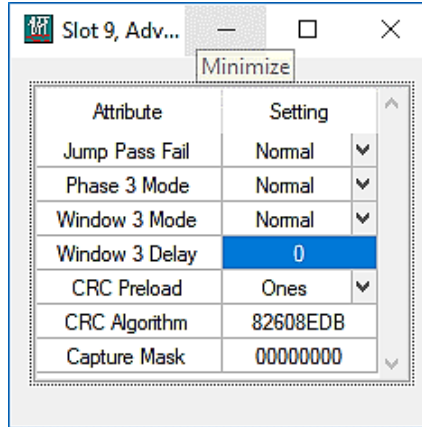 Slot 9, Adv...
Minimize
Attribute Setting
Jump Pass Fail Normal
Phase 3 Mode Normal
Window 3 Mode Normal
Window 3 Delay 0
CRC Preload Ones
CRC Algorithm 82608EDB
Capture Mask 00000000